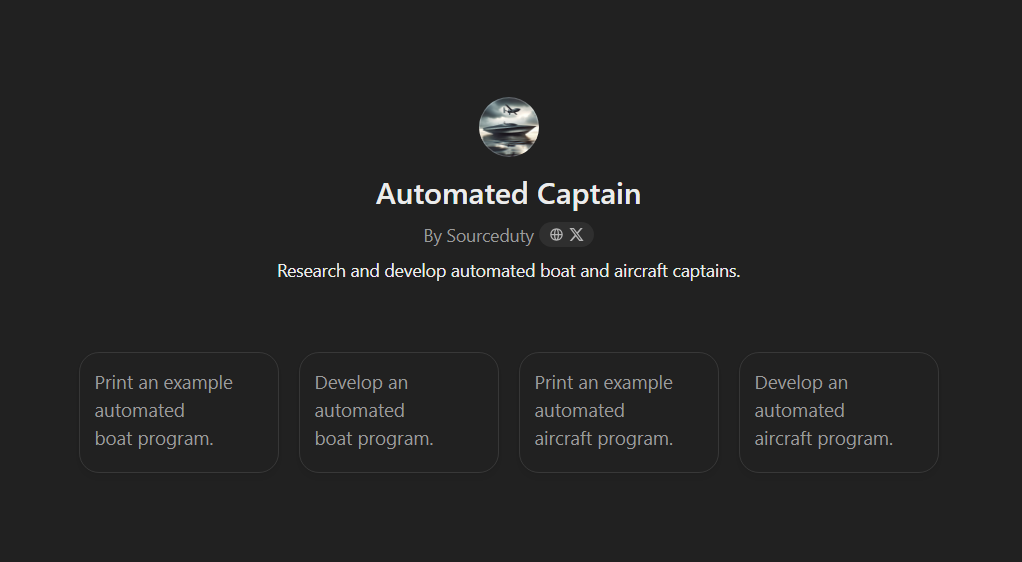 Automated Captain
By Sourceduty
Research and develop automated boat and aircraft captains.
Print an example
automated
boat program.
Develop an
automated
boat program.
Print an example
automated
aircraft program.
Develop an
automated
aircraft program.